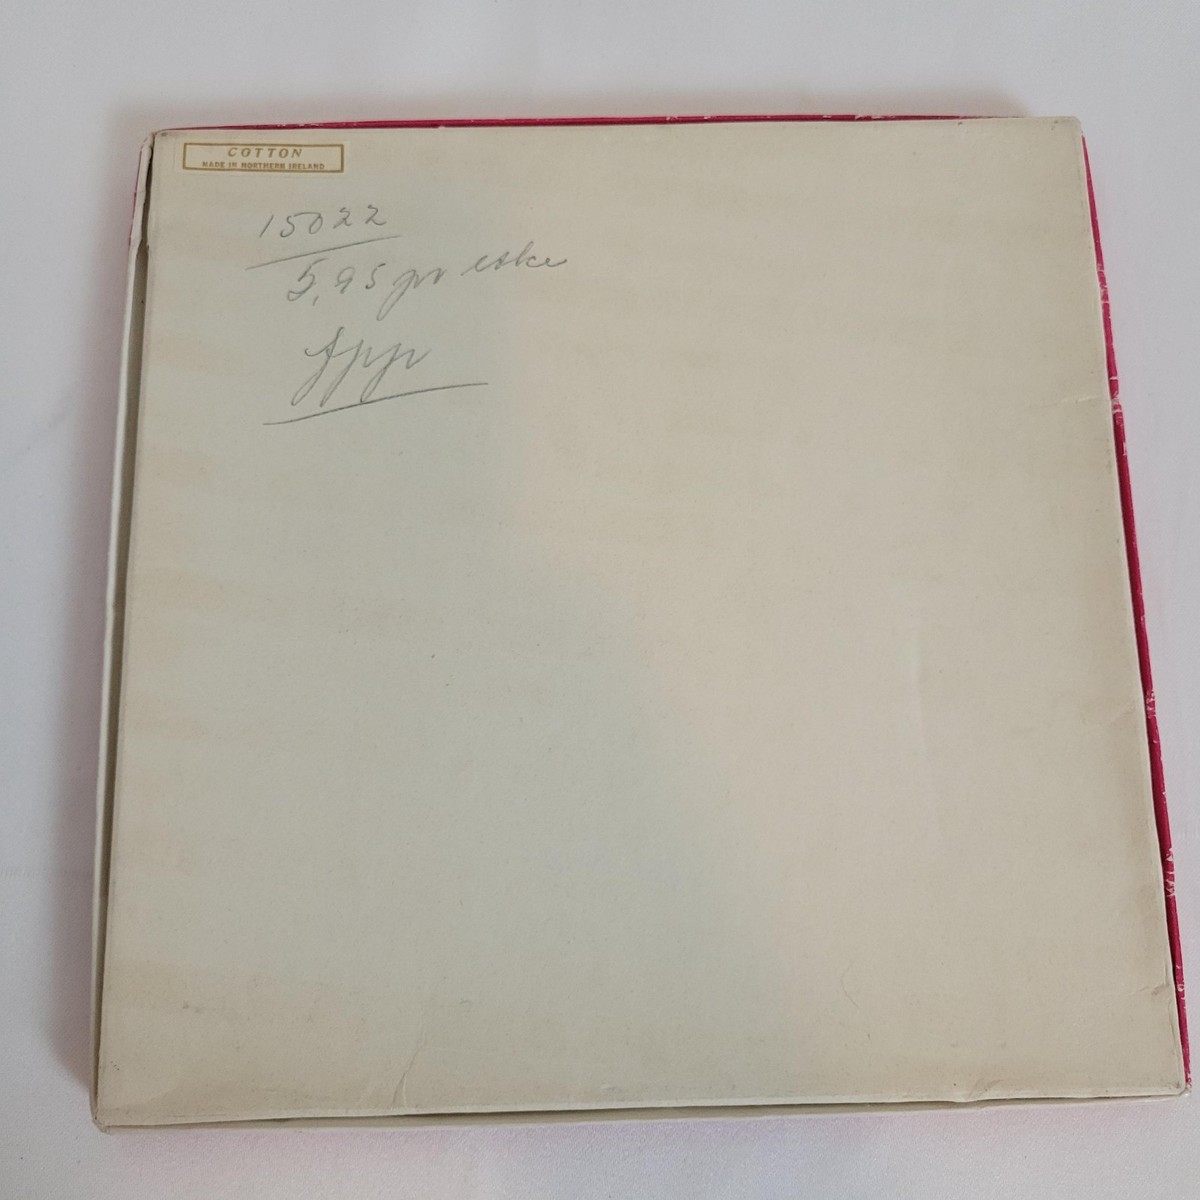 COTTON
MADE IN NORTHERN IRELAND
15022
5,95 pr eske